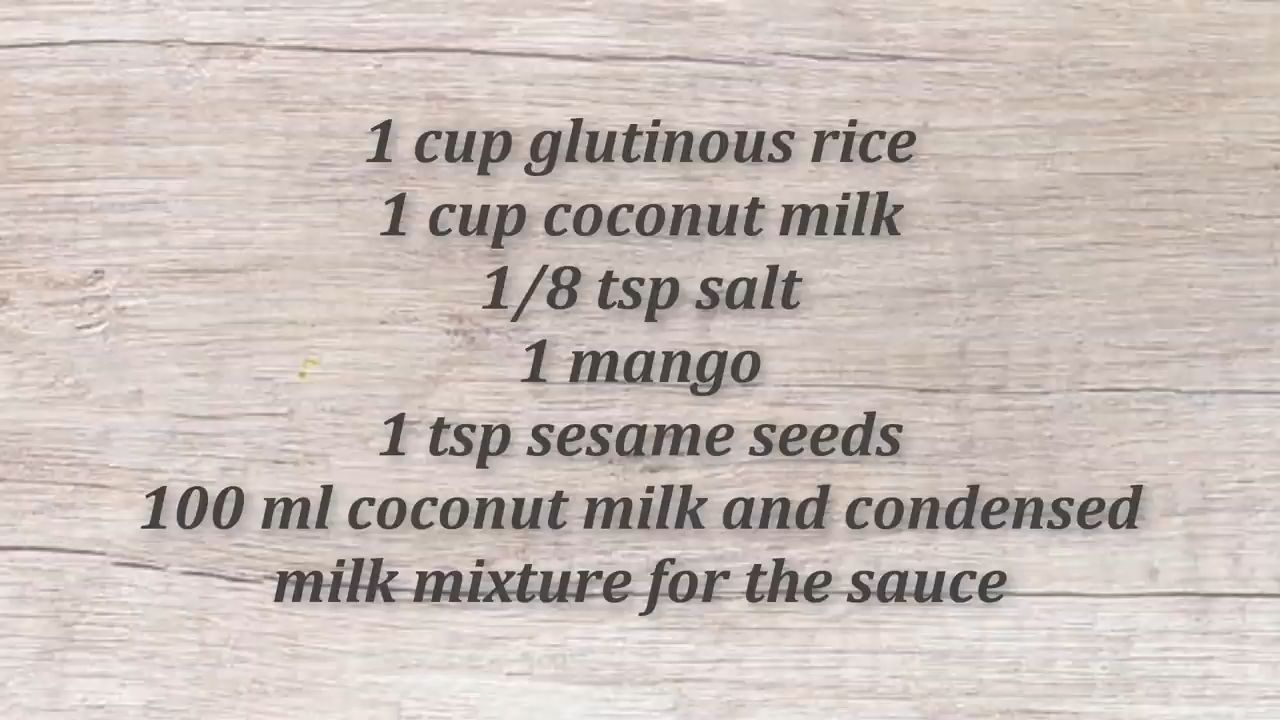 1 cup glutinous rice
1 cup coconut milk
1/8 tsp salt
1 mango
1 tsp sesame seeds
100 ml coconut milk and condensed
milk mixture for the sauce